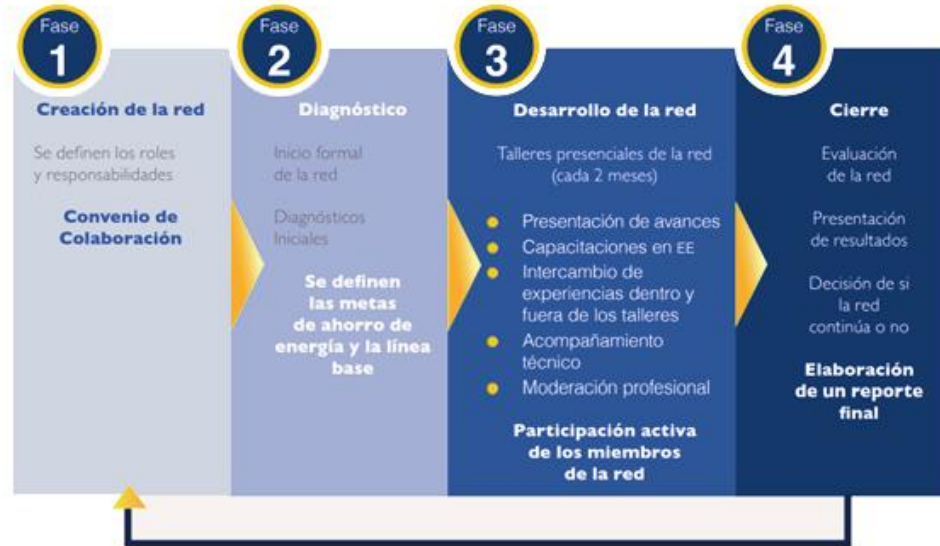 Fase
1
Creación de la red
Se definen los roles
y responsabilidades
Convenio de
Colaboración
Fase
2
Diagnóstico
Inicio formal
de la red
Diagnósticos
Iniciales
Se definen
las metas
de ahorro de
energía y la línea
base
Fase
3
Desarrollo de la red
Talleres presenciales de la red
(cada 2 meses)
Presentación de avances
Capacitaciones en EE
Intercambio de
experiencias dentro y
fuera de los talleres
Acompañamiento
técnico
Moderación profesional
Participación activa
de los miembros
de la red
Fase
4
Cierre
Evaluación
de la red
Presentación
de resultados
Decisión de si
la red
continúa o no
Elaboración
de un reporte
final